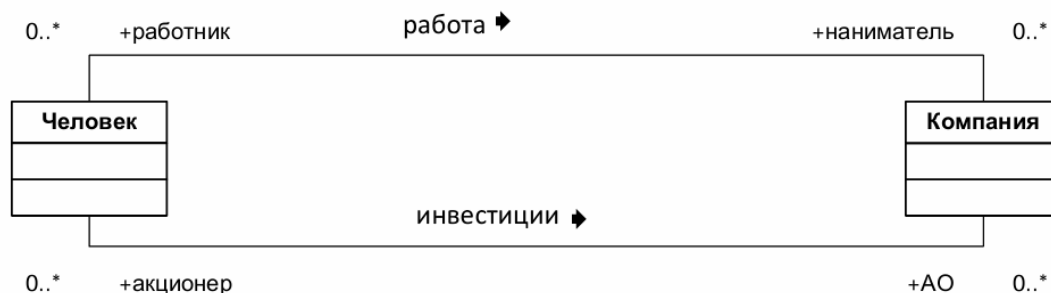 0..* +работник работа +наниматель 0..*
Человек Компания
инвестиции
0..* +акционер +АО 0..*